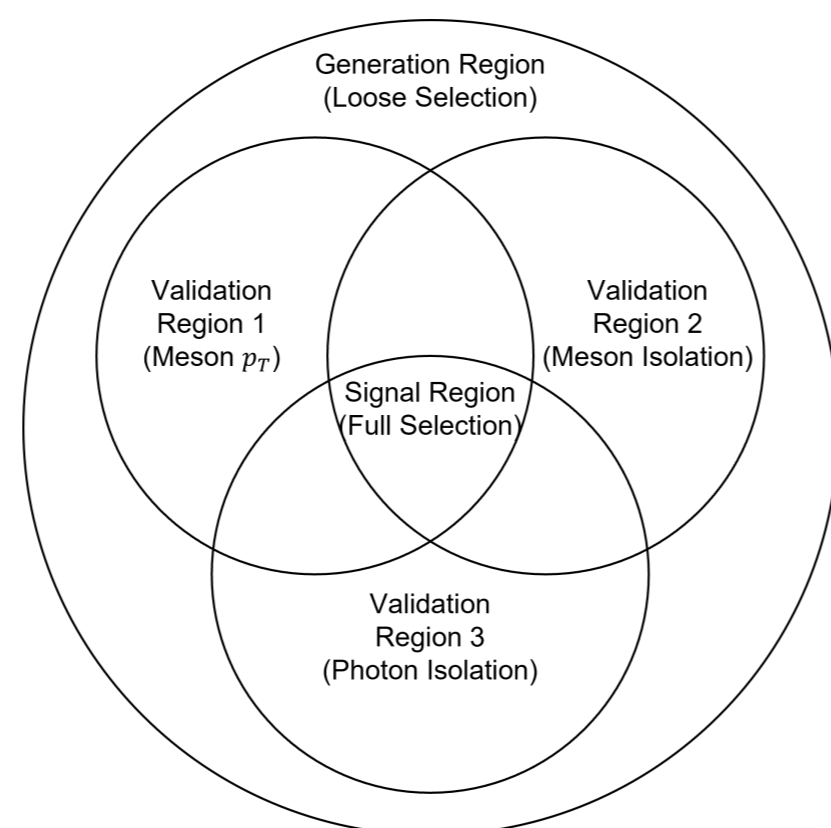 Generation Region
(Loose Selection)
Validation
Region 1
(Meson p_T)
Validation
Region 2
(Meson Isolation)
Signal Region
(Full Selection)
Validation
Region 3
(Photon Isolation)